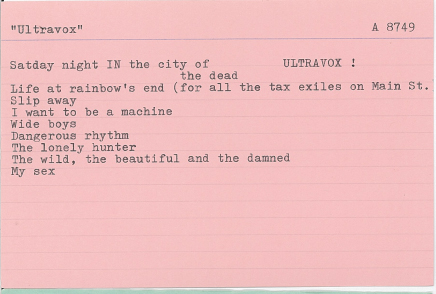 "Ultravox" A 8749
Satday night IN the city of ULTRAVOX !
the dead
Life at rainbow's end (for all the tax exiles on Main St.
Slip away
I want to be a machine
Wide boys
Dangerous rhythm
The lonely hunter
The wild, the beautiful and the damned
My sex